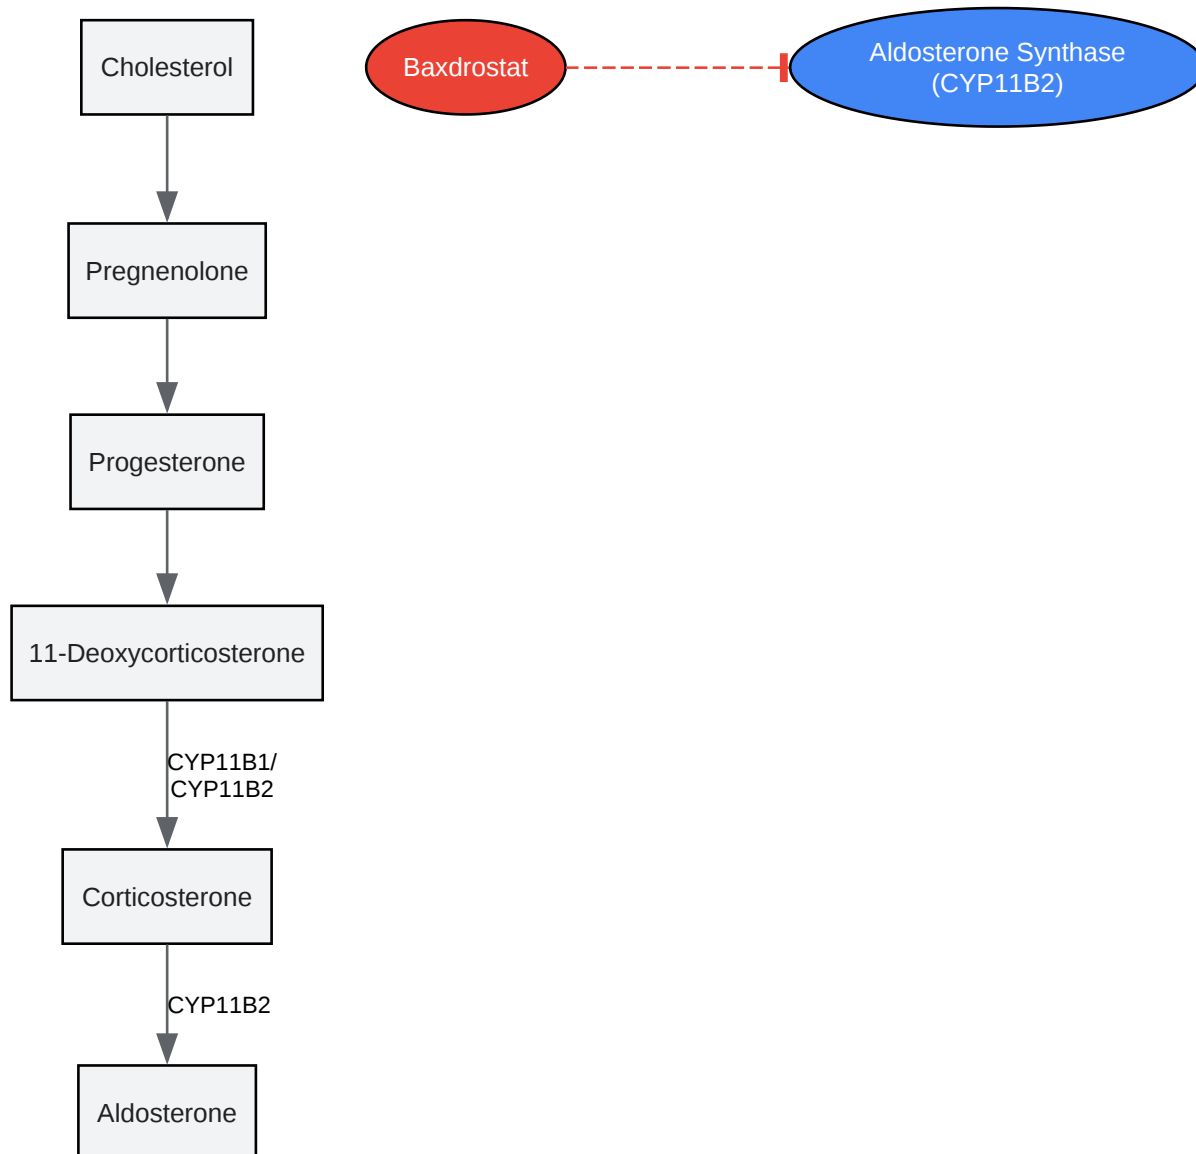 Cholesterol
Baxdrostat
Aldosterone Synthase
(CYP11B2)
Pregnenolone
Progesterone
11-Deoxycorticosterone
CYP11B1/
CYP11B2
Corticosterone
CYP11B2
Aldosterone